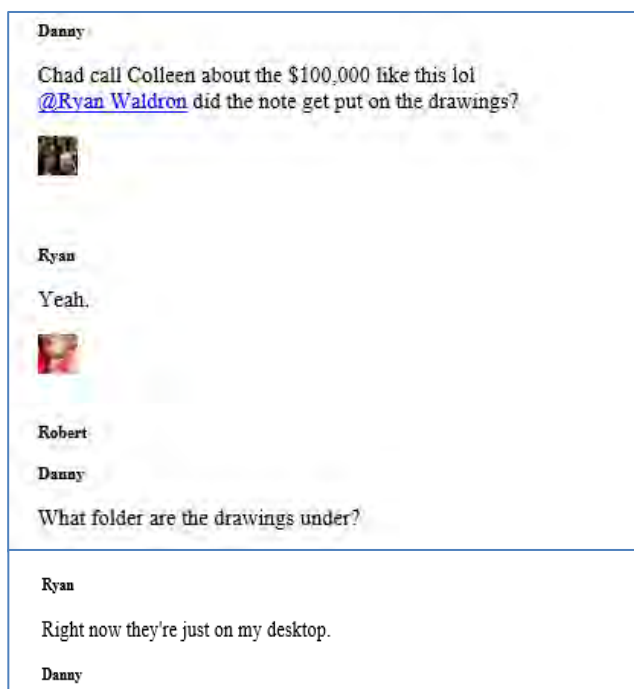 Danny
Chad call Colleen about the $100,000 like this lol
@Ryan Waldron did the note get put on the drawings?
Ryan
Yeah.
Robert
Danny
What folder are the drawings under?
Ryan
Right now they're just on my desktop.
Danny